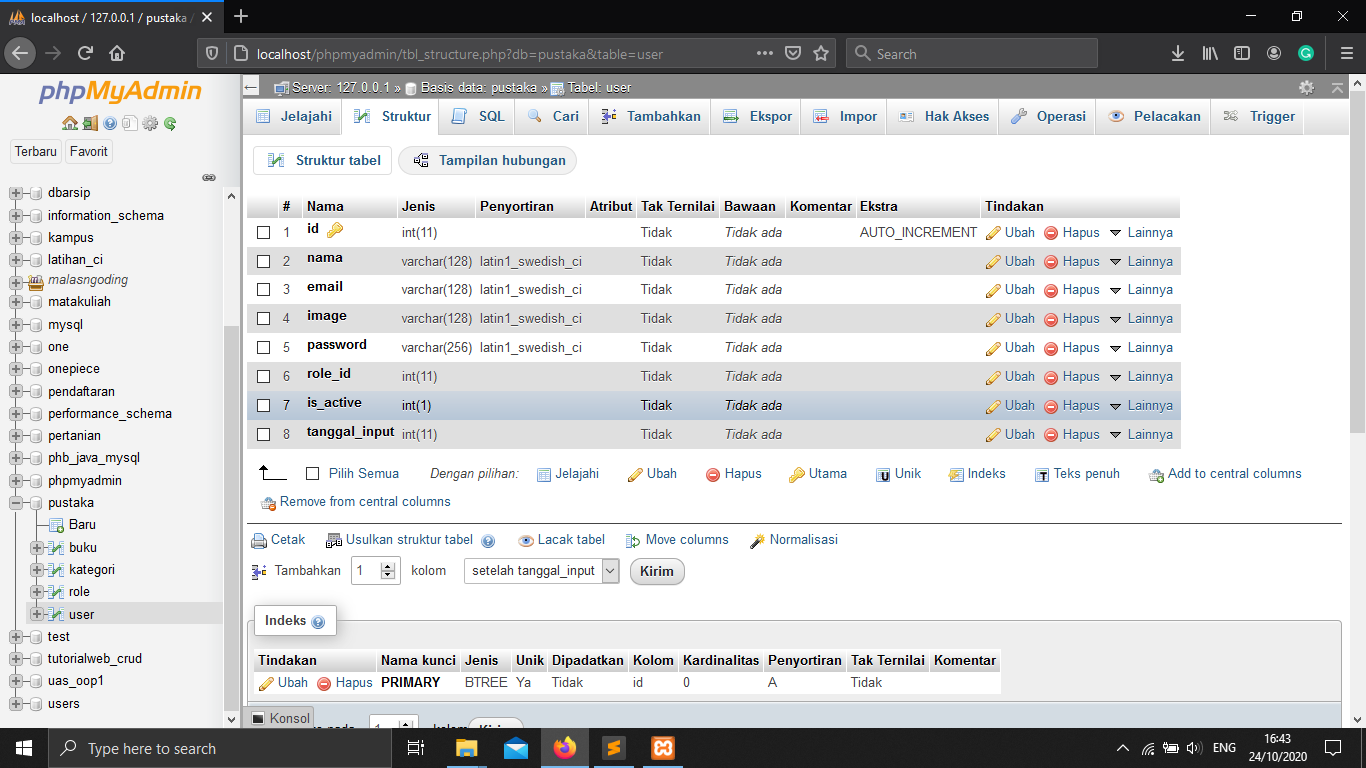 localhost / 127.0.0.1 / pustaka /
localhost/phpmyadmin/tbl_structure.php?db=pustaka&table=user
Search
phpMyAdmin
Terbaru Favorit
dbarsip
information_schema
kampus
latihan_ci
malasngoding
matakuliah
mysql
one
onepiece
pendaftaran
performance_schema
pertanian
phb_java_mysql
phpmyadmin
pustaka
Baru
buku
kategori
role
user
test
tutorialweb_crud
uas_oop1
users
Server: 127.0.0.1 » Basis data: pustaka » Tabel: user
Jelajahi Struktur SQL Cari Tambahkan Ekspor Impor Hak Akses Operasi Pelacakan Trigger
Struktur tabel Tampilan hubungan
# Nama Jenis Penyortiran Atribut Tak Ternilai Bawaan Komentar Ekstra Tindakan
1 id int(11) Tidak Tidak ada AUTO_INCREMENT Ubah Hapus Lainnya
2 nama varchar(128) latin1_swedish_ci Tidak Tidak ada Ubah Hapus Lainnya
3 email varchar(128) latin1_swedish_ci Tidak Tidak ada Ubah Hapus Lainnya
4 image varchar(128) latin1_swedish_ci Tidak Tidak ada Ubah Hapus Lainnya
5 password varchar(256) latin1_swedish_ci Tidak Tidak ada Ubah Hapus Lainnya
6 role_id int(11) Tidak Tidak ada Ubah Hapus Lainnya
7 is_active int(1) Tidak Tidak ada Ubah Hapus Lainnya
8 tanggal_input int(11) Tidak Tidak ada Ubah Hapus Lainnya
Pilih Semua Dengan pilihan: Jelajahi Ubah Hapus Utama Unik Indeks Teks penuh Add to central columns
Remove from central columns
Cetak Usulkan struktur tabel Lacak tabel Move columns Normalisasi
Tambahkan 1 kolom setelah tanggal_input Kirim
Indeks
Tindakan Nama kunci Jenis Unik Dipadatkan Kolom Kardinalitas Penyortiran Tak Ternilai Komentar
Ubah Hapus PRIMARY BTREE Ya Tidak id 0 A Tidak
Konsol
Type here to search
ENG
16:43
24/10/2020